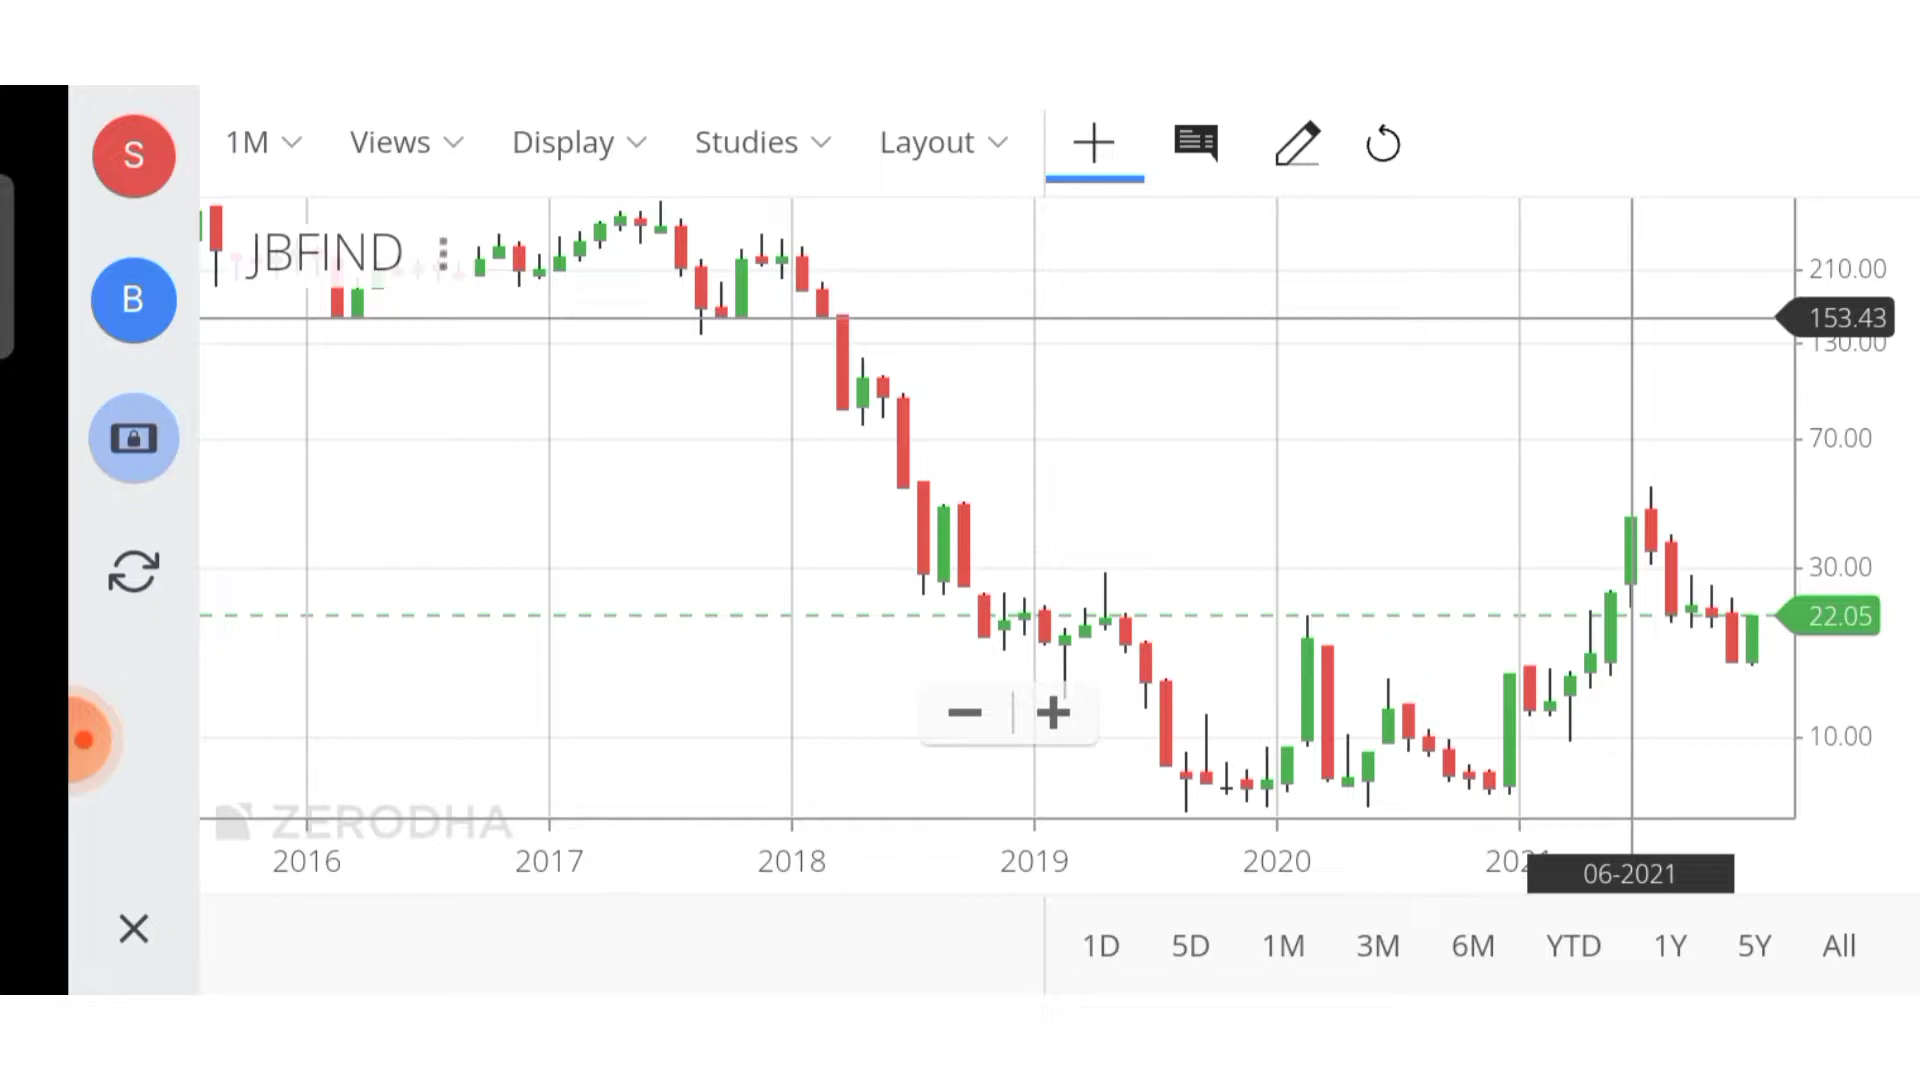 S
1M Views Display Studies Layout
JBFIND
B
210.00
153.43
130.00
70.00
30.00
22.05
10.00
ZERODHA
2016 2017 2018 2019 2020 2021
06-2021
1D 5D 1M 3M 6M YTD 1Y 5Y All